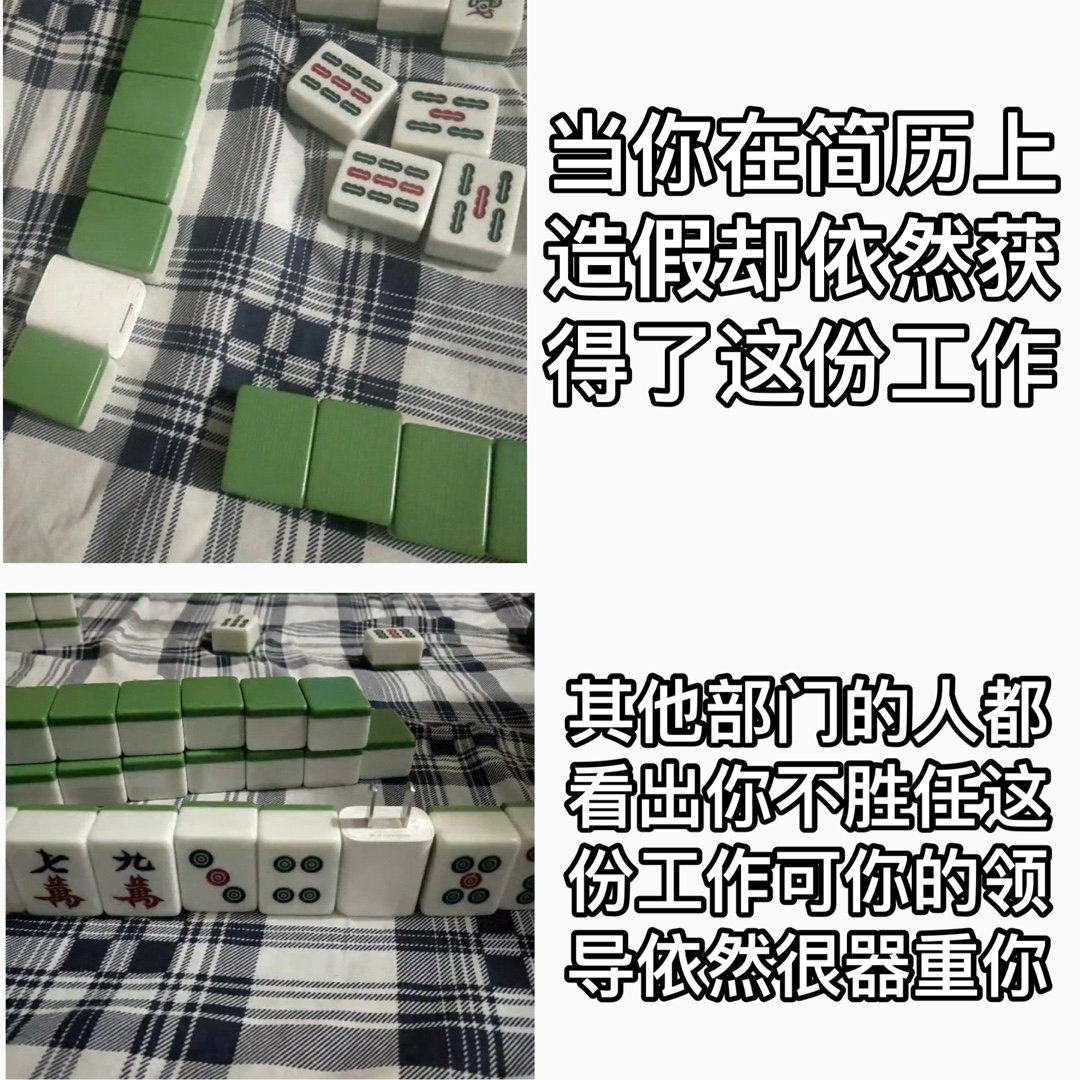 当你在简历上
造假却依然获
得了这份工作
其他部门的人都
看出你不胜任这
份工作可你的领
导依然很器重你
七 九
萬 萬